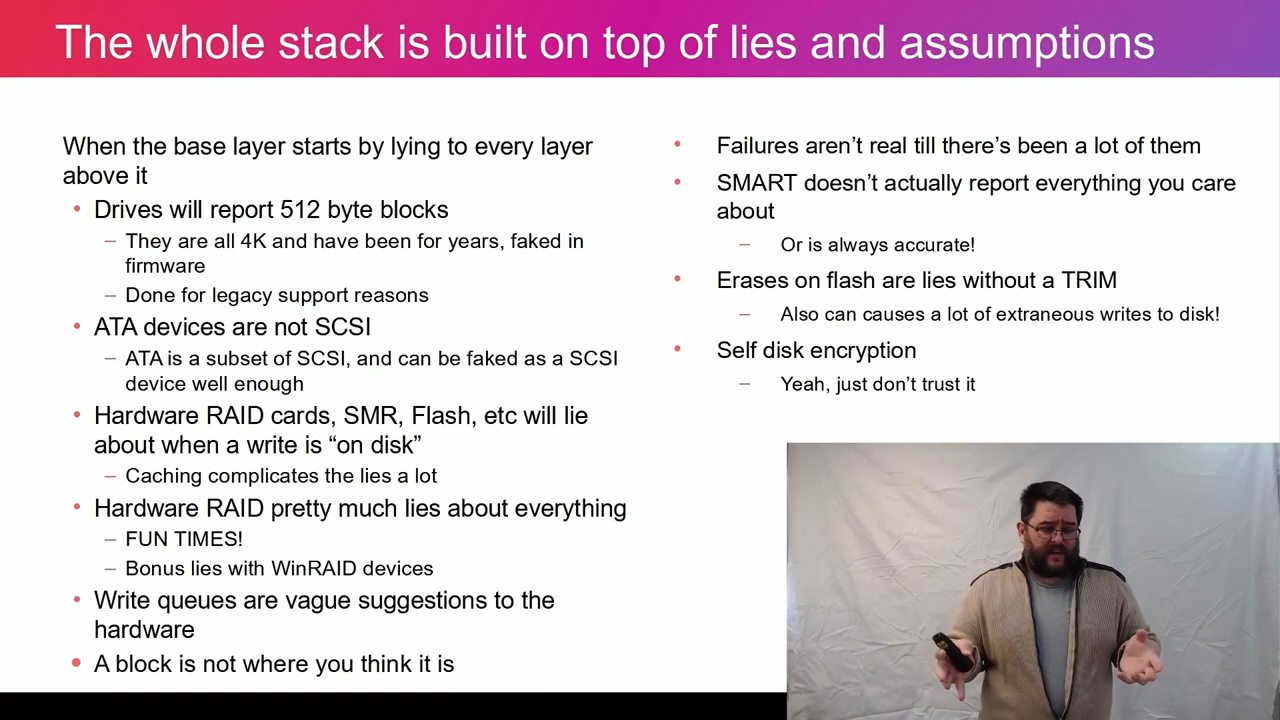 The whole stack is built on top of lies and assumptions
When the base layer starts by lying to every layer
above it
• Drives will report 512 byte blocks
– They are all 4K and have been for years, faked in
firmware
– Done for legacy support reasons
• ATA devices are not SCSI
– ATA is a subset of SCSI, and can be faked as a SCSI
device well enough
• Hardware RAID cards, SMR, Flash, etc will lie
about when a write is “on disk”
– Caching complicates the lies a lot
• Hardware RAID pretty much lies about everything
– FUN TIMES!
– Bonus lies with WinRAID devices
• Write queues are vague suggestions to the
hardware
• A block is not where you think it is
• Failures aren’t real till there’s been a lot of them
• SMART doesn’t actually report everything you care
about
– Or is always accurate!
• Erases on flash are lies without a TRIM
– Also can causes a lot of extraneous writes to disk!
• Self disk encryption
– Yeah, just don’t trust it